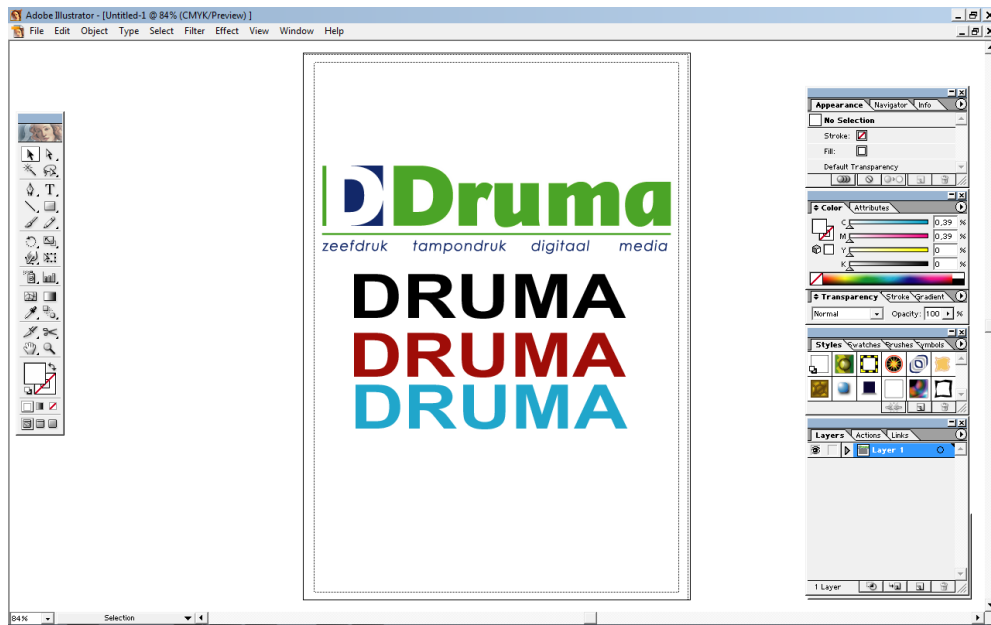 Adobe Illustrator - [Untitled-1 @ 84% (CMYK/Preview) ]
File Edit Object Type Select Filter Effect View Window Help
D Druma
zeefdruk tampondruk digitaal media
DRUMA
DRUMA
DRUMA
T
Appearance Navigator Info
No Selection
Stroke:
Fill:
Default Transparency
Color Attributes
C 0,39 %
M 0,39 %
Y 0 %
K 0 %
Transparency Stroke Gradient
Normal Opacity: 100 %
Styles Swatches Brushes Symbols
Layers Actions Links
Layer 1
1 Layer
84% Selection